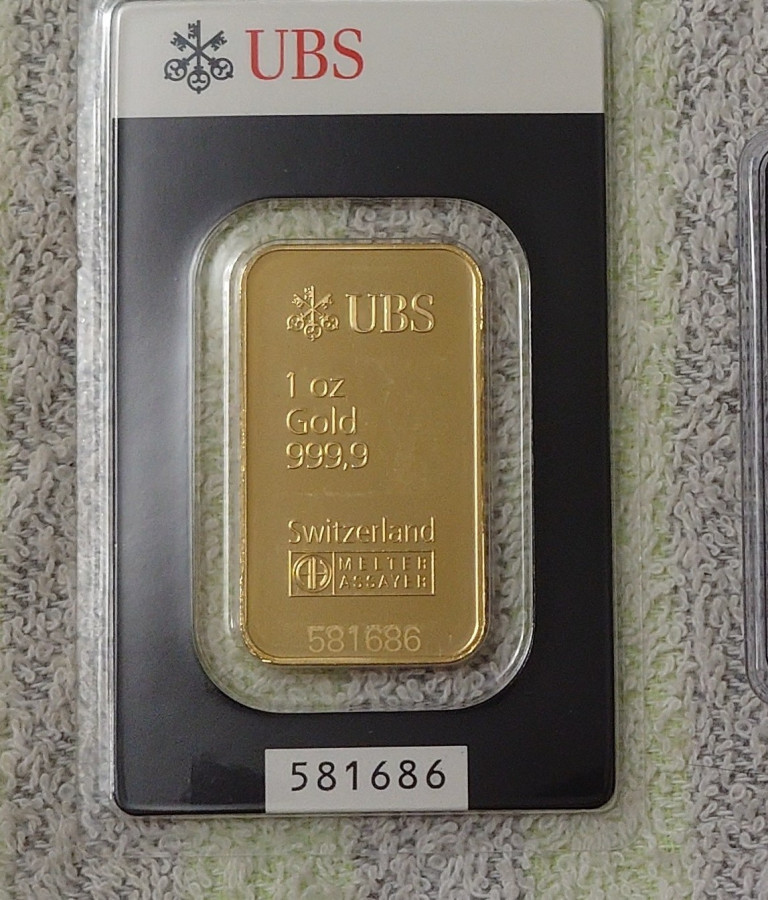 UBS
UBS
1 oz
Gold
999,9
Switzerland
MELTER
ASSAYER
581686
581686